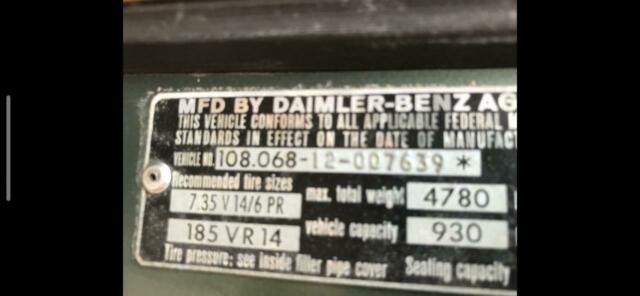 MFD BY DAIMLER-BENZ AG
THIS VEHICLE CONFORMS TO ALL APPLICABLE FEDERAL
STANDARDS IN EFFECT ON THE DATE OF MANUFAC
VEHICLE NO. 108.068-12-007639 *
Recommended tire sizes
max. total weight 4780
7.35 V 14/6 PR
vehicle capacity 930
185 VR 14
Tire pressure: see inside filler pipe cover Seating capacity